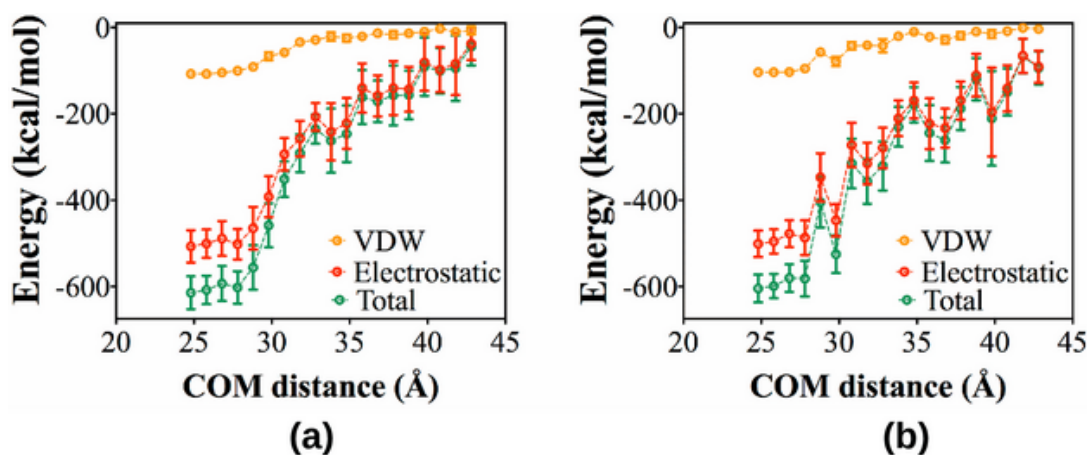 Energy (kcal/mol)
0
-200
-400
-600
VDW
Electrostatic
Total
20 25 30 35 40 45
COM distance (Å)
(a)
Energy (kcal/mol)
0
-200
-400
-600
VDW
Electrostatic
Total
20 25 30 35 40 45
COM distance (Å)
(b)